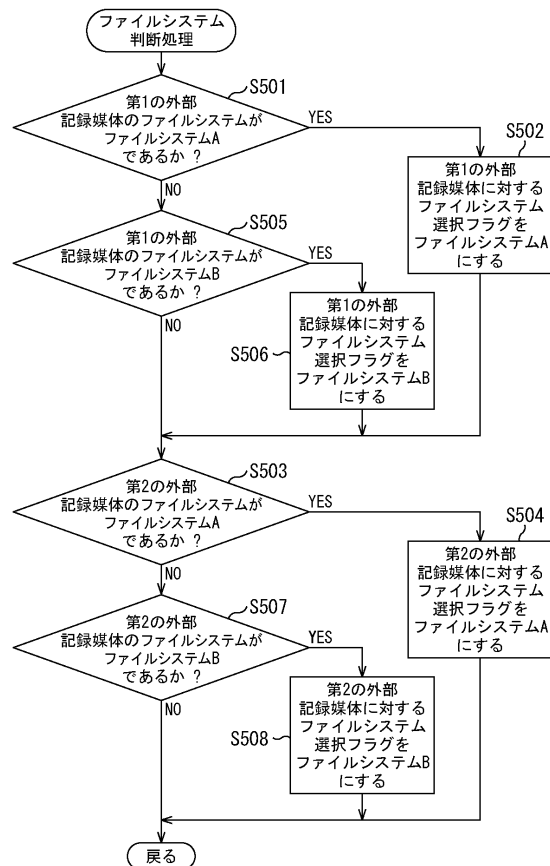 ファイルシステム
判断処理
S501
第1の外部
記録媒体のファイルシステムが
ファイルシステムA
であるか ?
YES
NO
S502
第1の外部
記録媒体に対する
ファイルシステム
選択フラグを
ファイルシステムA
にする
S505
第1の外部
記録媒体のファイルシステムが
ファイルシステムB
であるか ?
YES
NO
S506
第1の外部
記録媒体に対する
ファイルシステム
選択フラグを
ファイルシステムB
にする
S503
第2の外部
記録媒体のファイルシステムが
ファイルシステムA
であるか ?
YES
NO
S504
第2の外部
記録媒体に対する
ファイルシステム
選択フラグを
ファイルシステムA
にする
S507
第2の外部
記録媒体のファイルシステムが
ファイルシステムB
であるか ?
YES
NO
S508
第2の外部
記録媒体に対する
ファイルシステム
選択フラグを
ファイルシステムB
にする
戻る